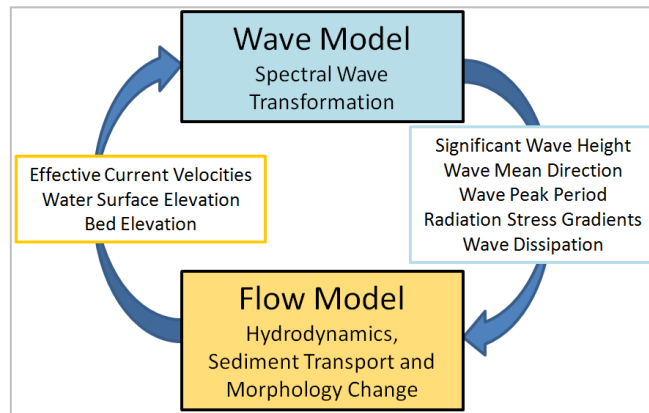 Wave Model
Spectral Wave
Transformation
Effective Current Velocities
Water Surface Elevation
Bed Elevation
Significant Wave Height
Wave Mean Direction
Wave Peak Period
Radiation Stress Gradients
Wave Dissipation
Flow Model
Hydrodynamics,
Sediment Transport and
Morphology Change